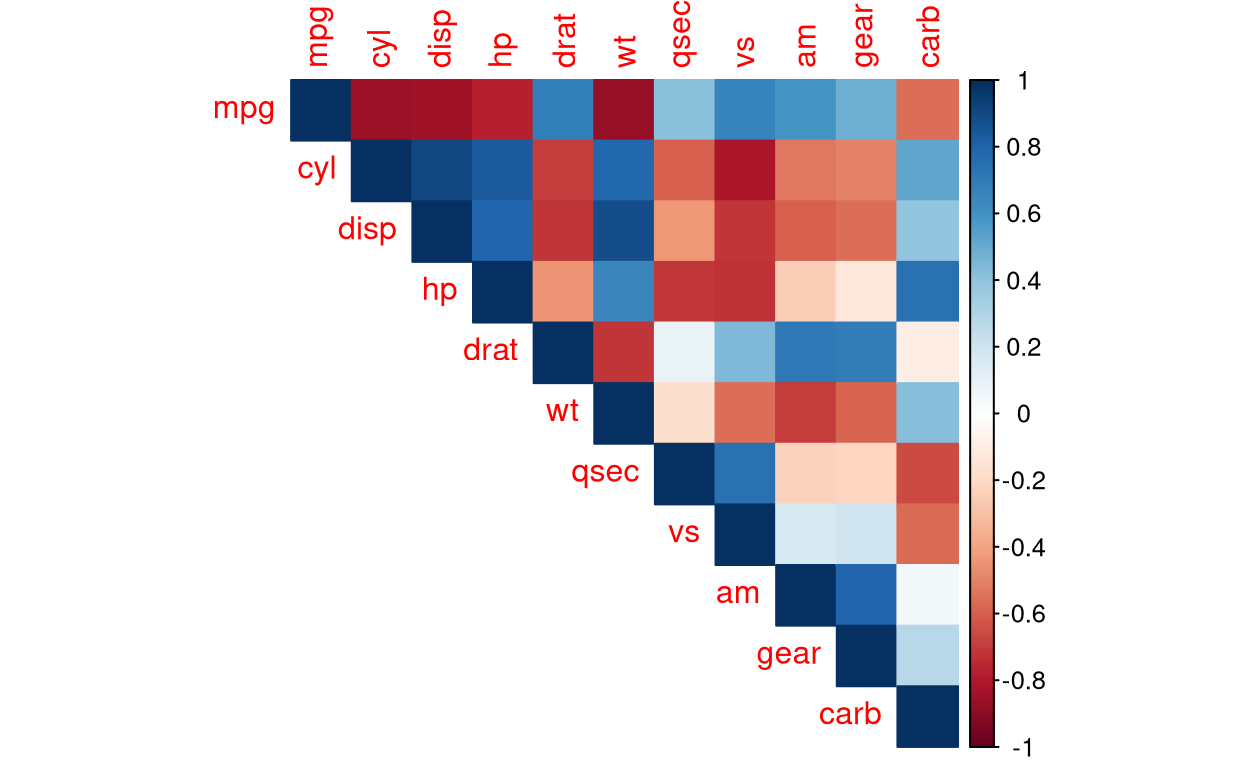 mpg cyl disp hp drat wt qsec vs am gear carb
mpg
cyl
disp
hp
drat
wt
qsec
vs
am
gear
carb
1
0.8
0.6
0.4
0.2
0
-0.2
-0.4
-0.6
-0.8
-1